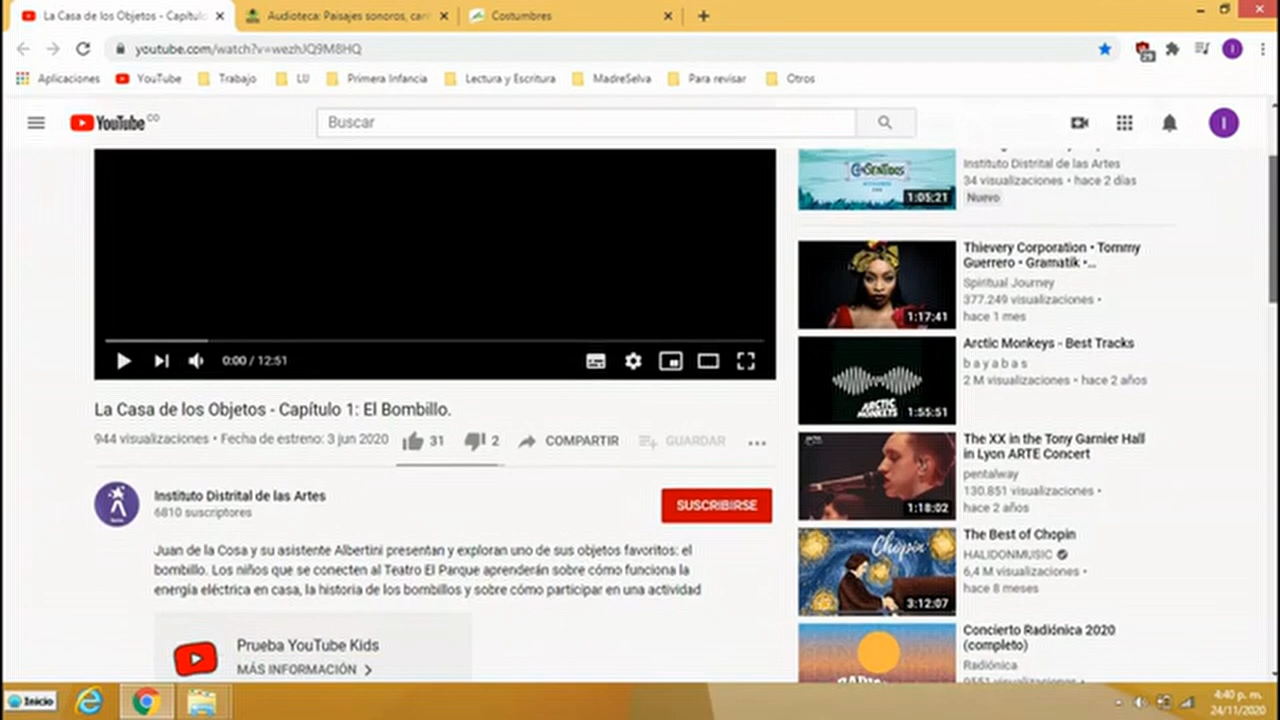 La Casa de los Objetos - Capítulo
Audioteca: Paisajes sonoros, can
Costumbres
youtube.com/watch?v=wezhJQ9M8HQ
29
I
Aplicaciones
YouTube
Trabajo
LU
Primera Infancia
Lectura y Escritura
MadreSelva
Para revisar
Otros
YouTube CO
Buscar
I
CONSENTIDOS
1:05:21
Instituto Distrital de las Artes
34 visualizaciones • hace 2 días
Nuevo
0:00 / 12:51
La Casa de los Objetos - Capítulo 1: El Bombillo.
944 visualizaciones • Fecha de estreno: 3 jun 2020
31
2
COMPARTIR
GUARDAR
Instituto Distrital de las Artes
6810 suscriptores
SUSCRIBIRSE
Juan de la Cosa y su asistente Albertini presentan y exploran uno de sus objetos favoritos: el
bombillo. Los niños que se conecten al Teatro El Parque aprenderán sobre cómo funciona la
energía eléctrica en casa, la historia de los bombillos y sobre cómo participar en una actividad
Prueba YouTube Kids
MÁS INFORMACIÓN
1:17:41
Thievery Corporation • Tommy
Guerrero • Gramatik •...
Spiritual Journey
377.249 visualizaciones •
hace 1 mes
ARCTIC
MONKEYS
1:55:51
Arctic Monkeys - Best Tracks
b a y a b a s
2 M visualizaciones • hace 2 años
1:18:02
The XX in the Tony Garnier Hall
in Lyon ARTE Concert
pentalway
130.851 visualizaciones •
hace 2 años
Chopin
3:12:07
The Best of Chopin
HALIDONMUSIC
6,4 M visualizaciones •
hace 8 meses
Concierto Radiónica 2020
(completo)
Radiónica
9551 visualizaciones •
Inicio
4:40 p. m.
24/11/2020